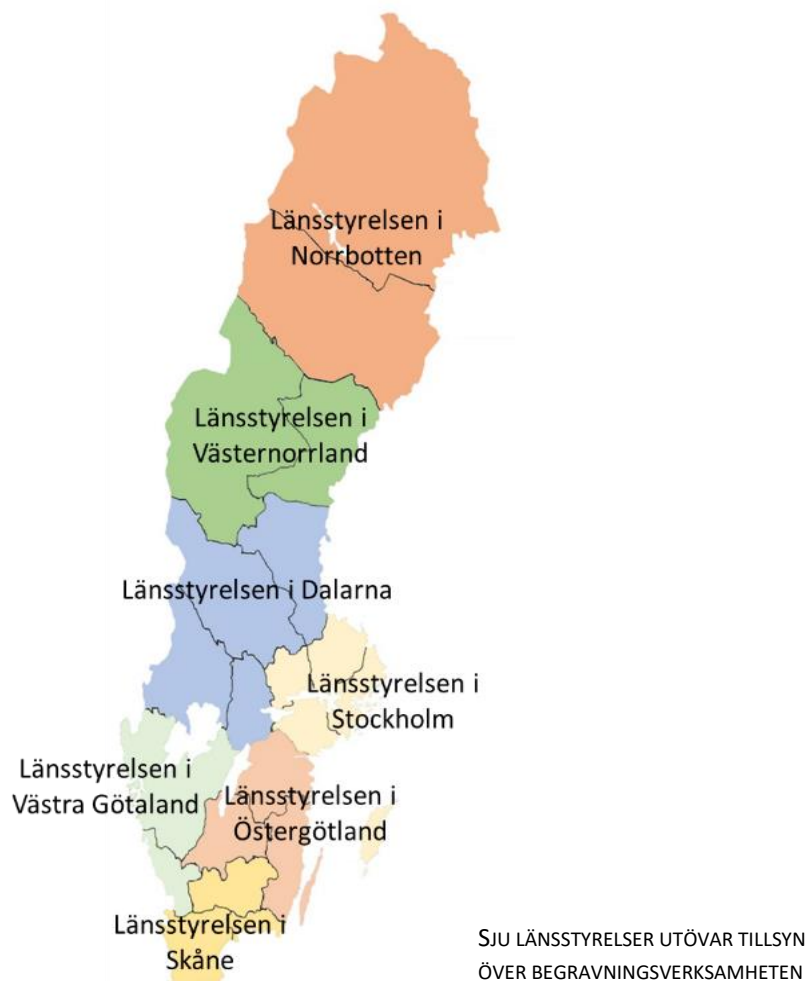 Länsstyrelsen i
Norrbotten
Länsstyrelsen i
Västernorrland
Länsstyrelsen i Dalarna
Länsstyrelsen i
Stockholm
Länsstyrelsen i
Västra Götaland
Länsstyrelsen i
Östergötland
Länsstyrelsen i
Skåne
SJU LÄNSSTYRELSER UTÖVAR TILLSYN
ÖVER BEGRAVNINGSVERKSAMHETEN